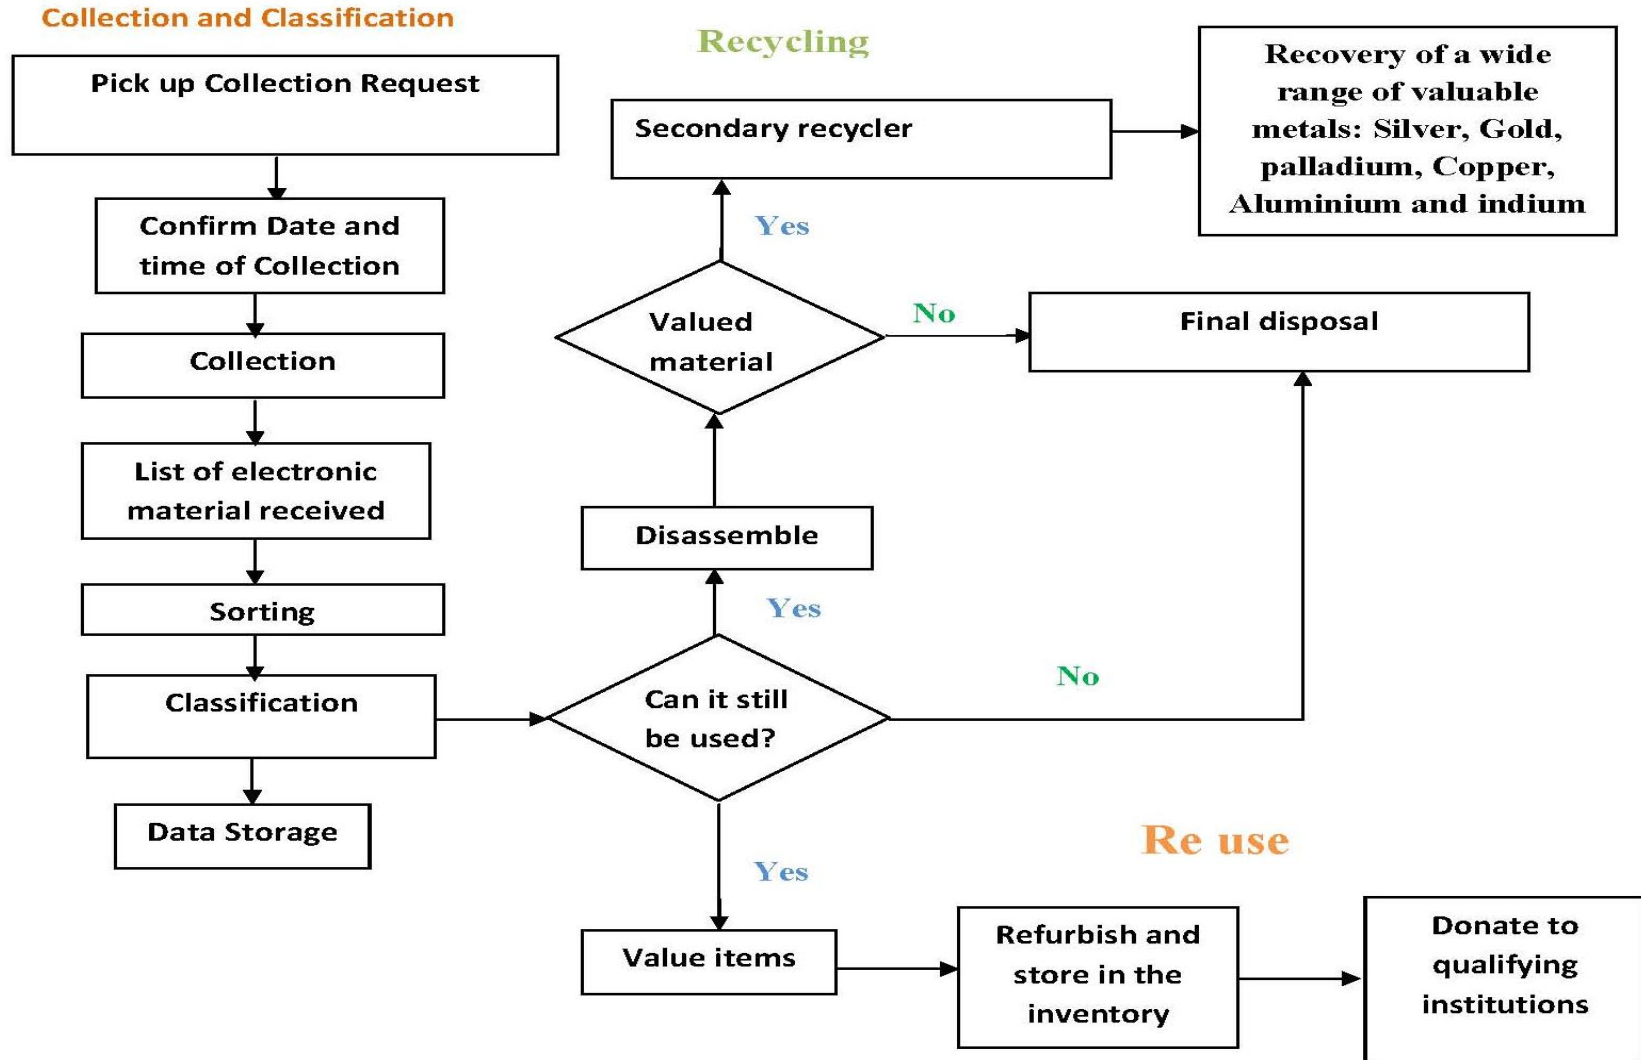 Collection and Classification
Pick up Collection Request
Confirm Date and
time of Collection
Collection
List of electronic
material received
Sorting
Classification
Data Storage
Recycling
Secondary recycler
Recovery of a wide
range of valuable
metals: Silver, Gold,
palladium, Copper,
Aluminium and indium
Yes
Valued
material
No
Final disposal
Disassemble
Yes
Can it still
be used?
No
Yes
Re use
Value items
Refurbish and
store in the
inventory
Donate to
qualifying
institutions